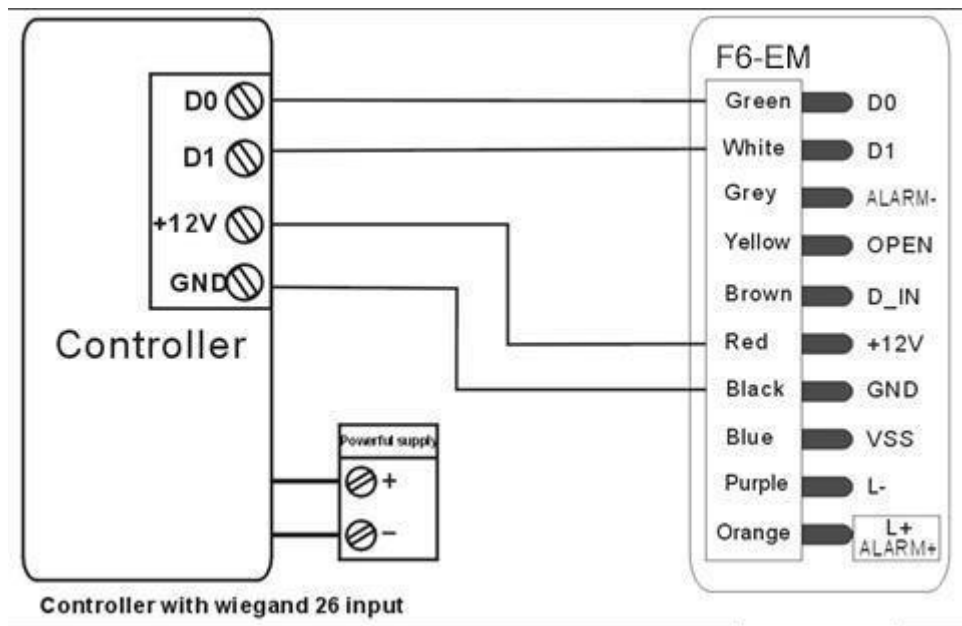 D0
D1
+12V
GND
Controller
Powerful supply
+
−
Controller with wiegand 26 input
F6-EM
Green D0
White D1
Grey ALARM-
Yellow OPEN
Brown D_IN
Red +12V
Black GND
Blue VSS
Purple L-
Orange L+
ALARM+